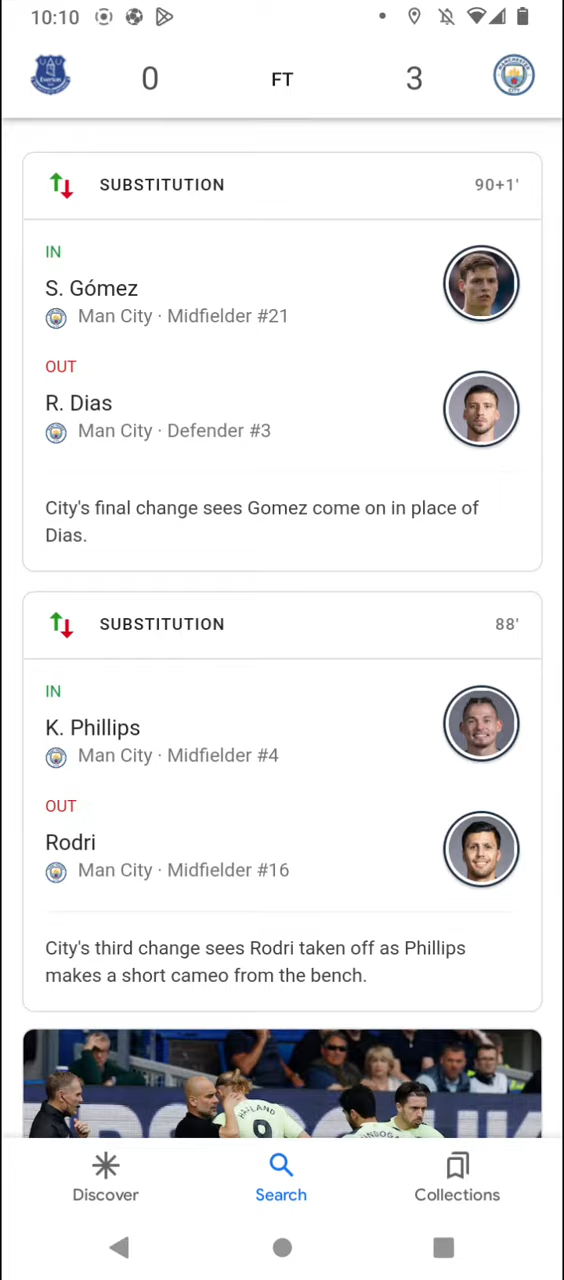 10:10
0 FT 3
SUBSTITUTION 90+1'
IN
S. Gómez
Man City · Midfielder #21
OUT
R. Dias
Man City · Defender #3
City's final change sees Gomez come on in place of
Dias.
SUBSTITUTION 88'
IN
K. Phillips
Man City · Midfielder #4
OUT
Rodri
Man City · Midfielder #16
City's third change sees Rodri taken off as Phillips
makes a short cameo from the bench.
HAALAND
9
Discover Search Collections